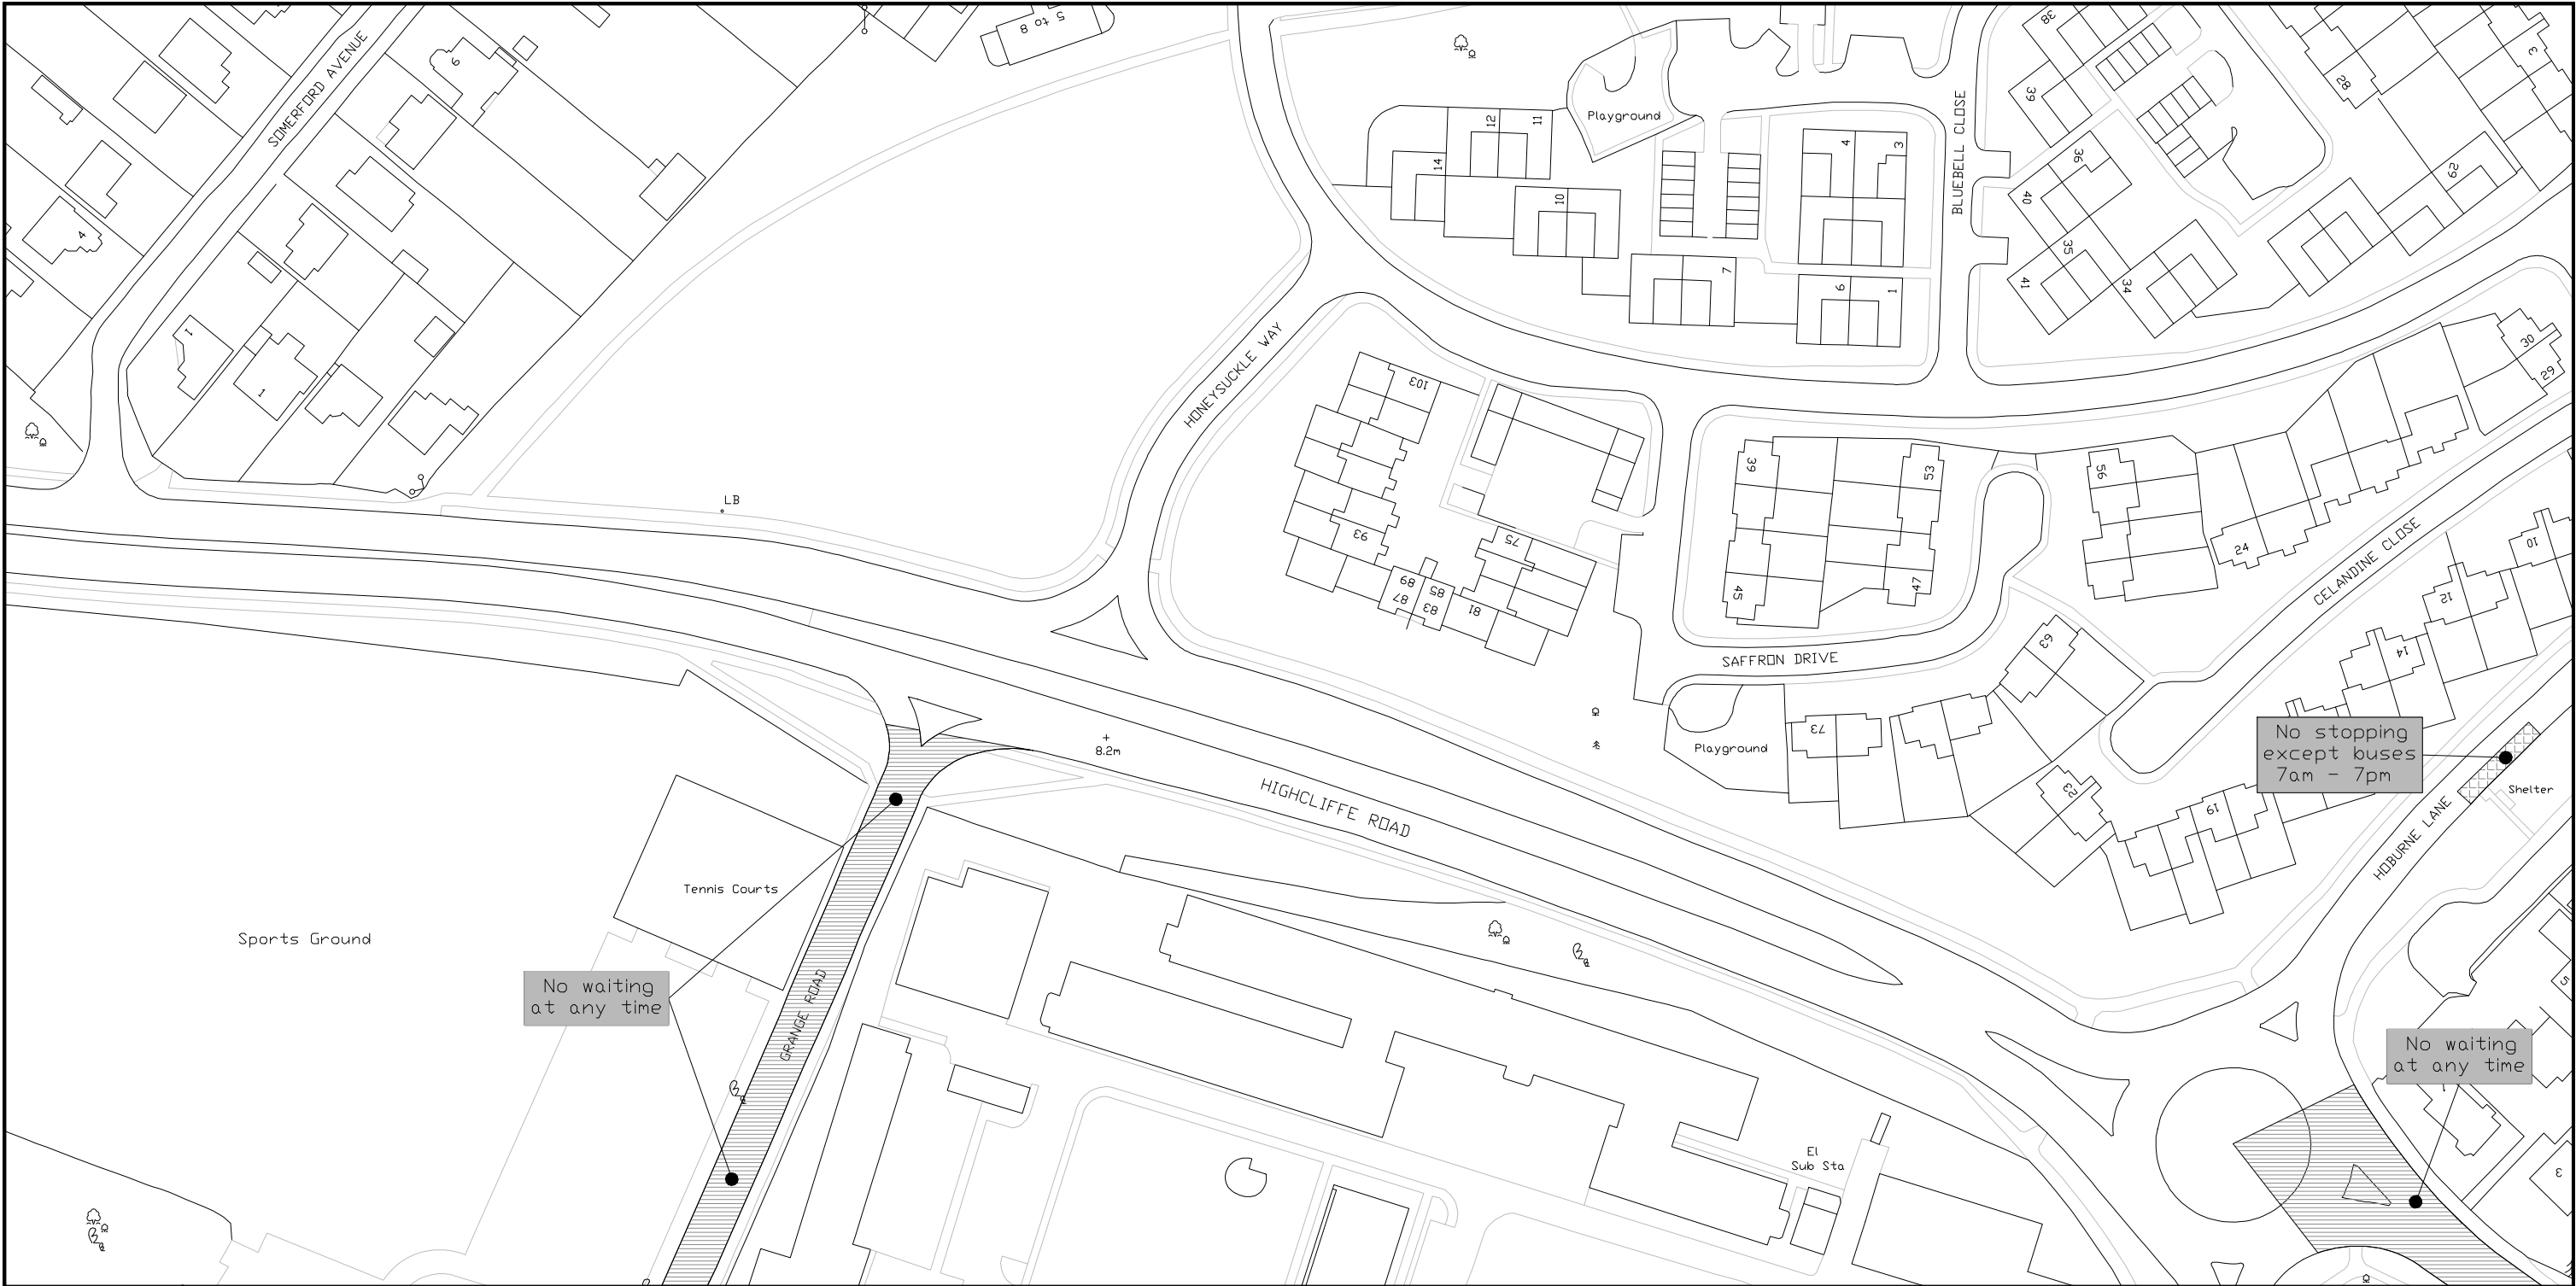 5 to 8
38
3
SOMERFORD AVENUE
6
28
39
Playground
12
11
BLUEBELL CLOSE
4
3
36
14
29
10
40
4
35
7
34
41
6
1
1
1
HONEYSUCKLE WAY
30
29
103
39
53
56
LB
93
75
24
CELANDINE CLOSE
10
89
87
85
83
81
45
47
12
63
14
SAFFRON DRIVE
73
Playground
8.2m
No stopping
except buses
7am - 7pm
Shelter
23
19
HIGHCLIFFE ROAD
HOBURNE LANE
Tennis Courts
Sports Ground
5
No waiting
at any time
GRANGE ROAD
No waiting
at any time
El
Sub Sta
3